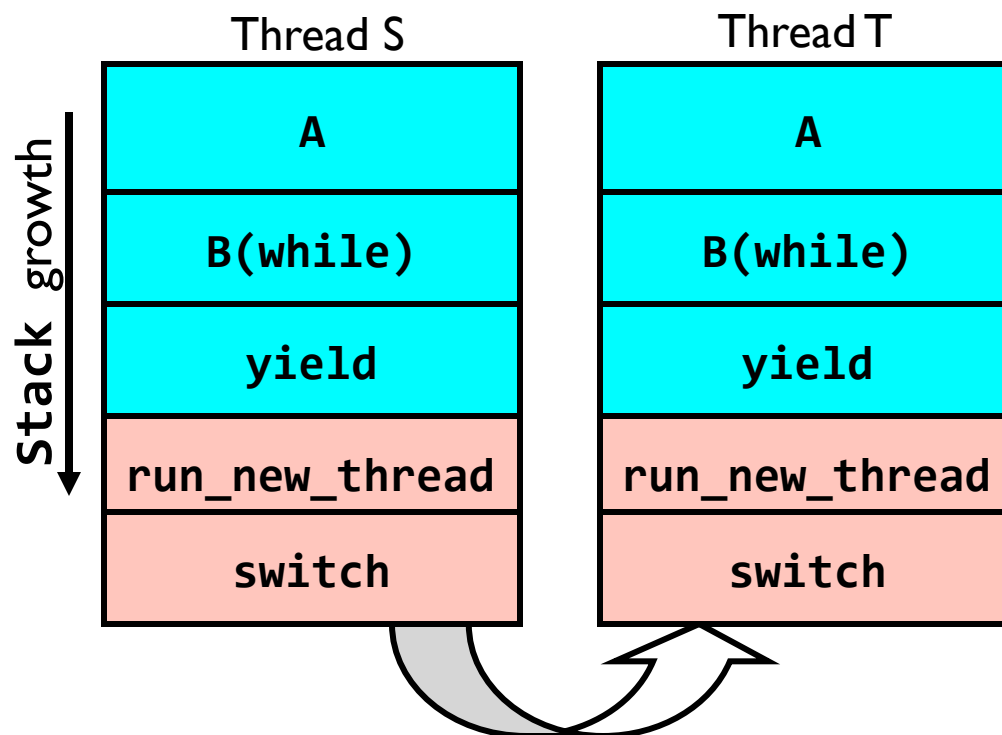 Thread S
Thread T
Stack growth
A
B(while)
yield
run_new_thread
switch
A
B(while)
yield
run_new_thread
switch